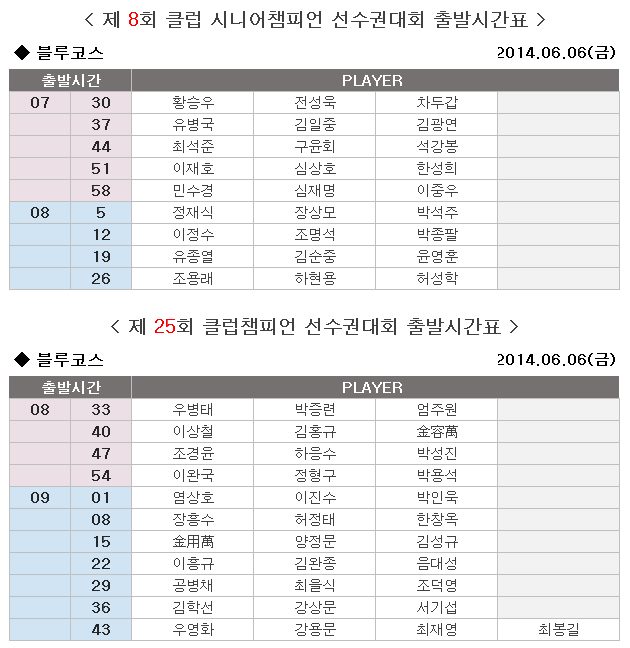 < 제 8회 클럽 시니어챔피언 선수권대회 출발시간표 >
◆ 블루코스 2014.06.06(금)
출발시간 PLAYER
07 30 황승우 전성욱 차두갑
37 유병국 김일중 김광연
44 최석준 구윤회 석강봉
51 이재호 심상호 한성희
58 민수경 심재명 이중우
08 5 정재식 장상모 박석주
12 이정수 조명석 박종팔
19 유종열 김순중 윤영훈
26 조용래 하현용 허성학
< 제 25회 클럽챔피언 선수권대회 출발시간표 >
◆ 블루코스 2014.06.06(금)
출발시간 PLAYER
08 33 우병태 박증련 엄주원
40 이상철 김홍규 金容萬
47 조경윤 하응수 박성진
54 이완국 정형구 박용석
09 01 염상호 이진수 박인욱
08 장흥수 허정태 한창옥
15 金用萬 양정문 김성규
22 이흥규 김완종 음대성
29 공병채 최을식 조덕영
36 김학선 강상문 서기섭
43 우영화 강용문 최재영 최봉길